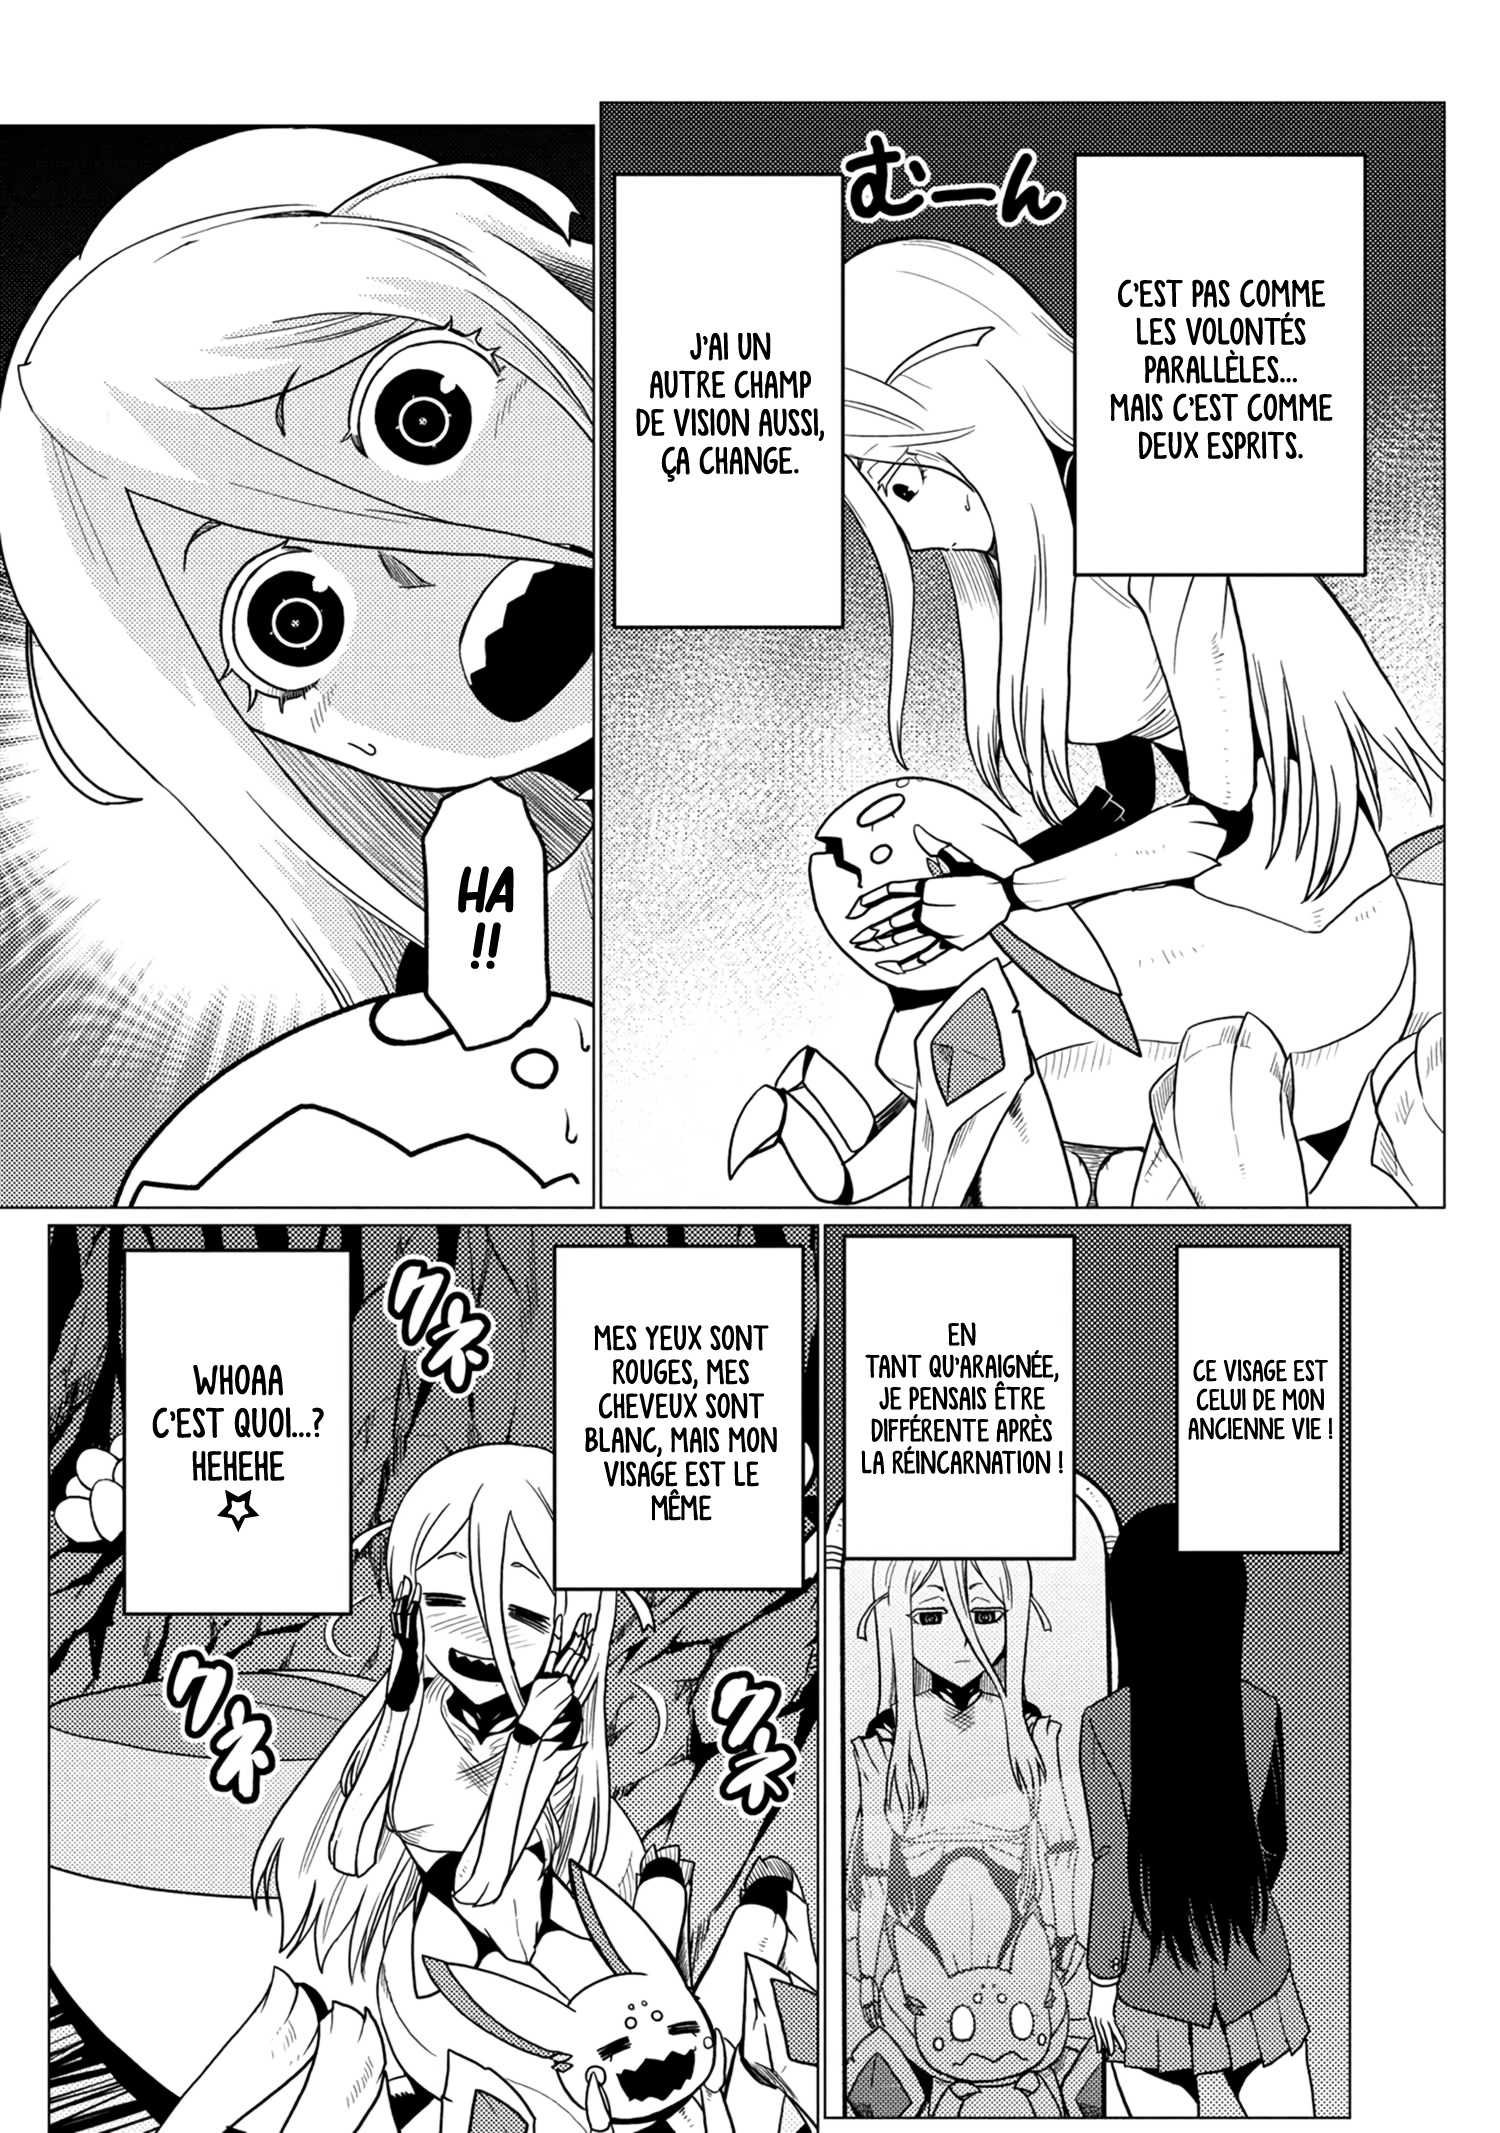 むーん
C'EST PAS COMME
LES VOLONTÉS
PARALLÈLES...
MAIS C'EST COMME
DEUX ESPRITS.
J'AI UN
AUTRE CHAMP
DE VISION AUSSI,
ÇA CHANGE.
HA
!!
CE VISAGE EST
CELUI DE MON
ANCIENNE VIE !
EN
TANT QU'ARAIGNÉE,
JE PENSAIS ÊTRE
DIFFÉRENTE APRÈS
LA RÉINCARNATION !
MES YEUX SONT
ROUGES, MES
CHEVEUX SONT
BLANC, MAIS MON
VISAGE EST LE
MÊME
クネ
WHOAA
C'EST QUOI...?
HEHEHE
☆
クネ
クネ